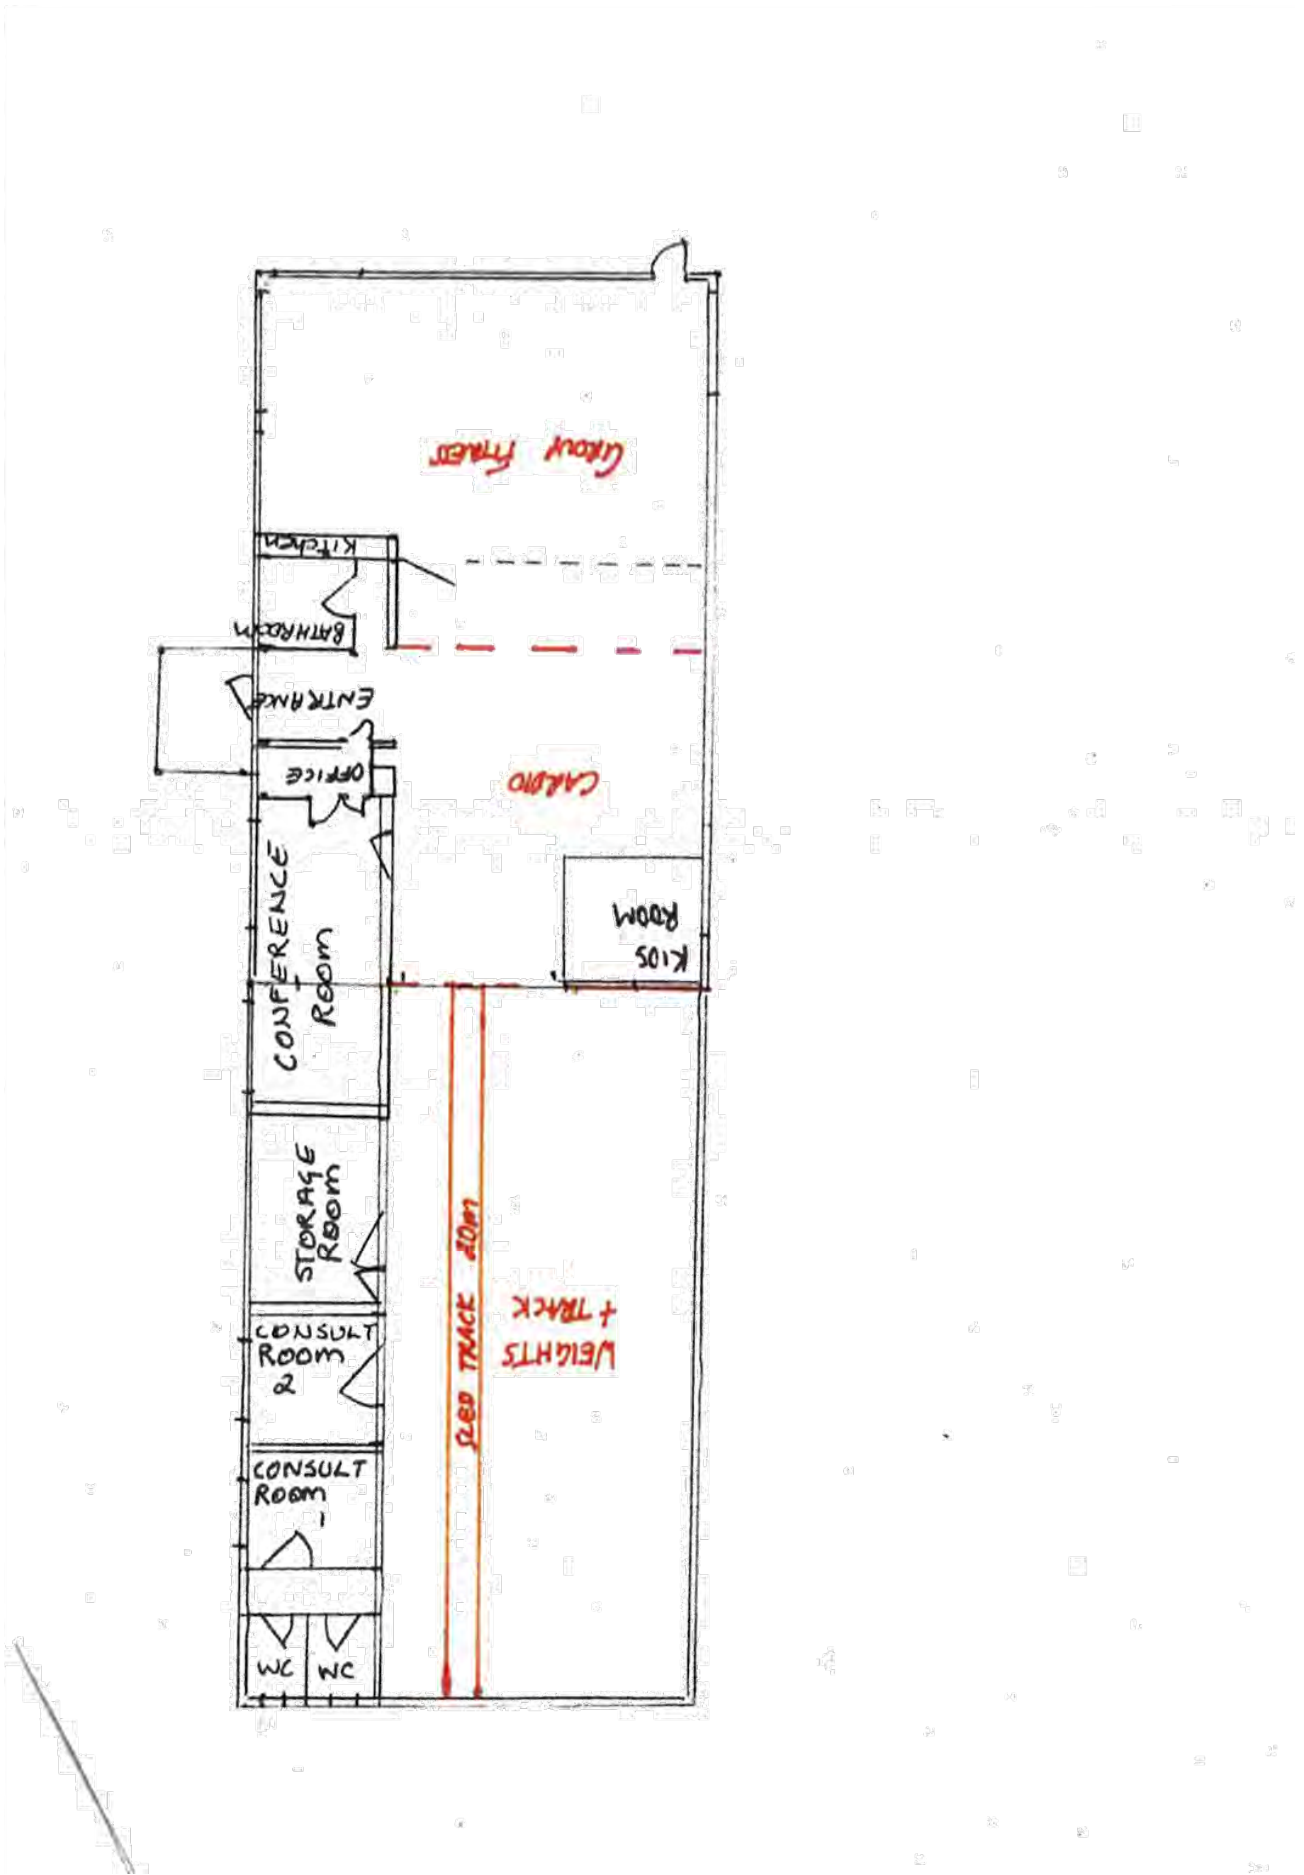 GROUP FITNESS
KITCHEN
BATHROOM
ENTRANCE
OFFICE
CARDIO
CONFERENCE
ROOM
KIDS
ROOM
STORAGE
ROOM
SLED TRACK 20m
WEIGHTS
+ TRACK
CONSULT
ROOM
2
CONSULT
ROOM
1
WC
WC